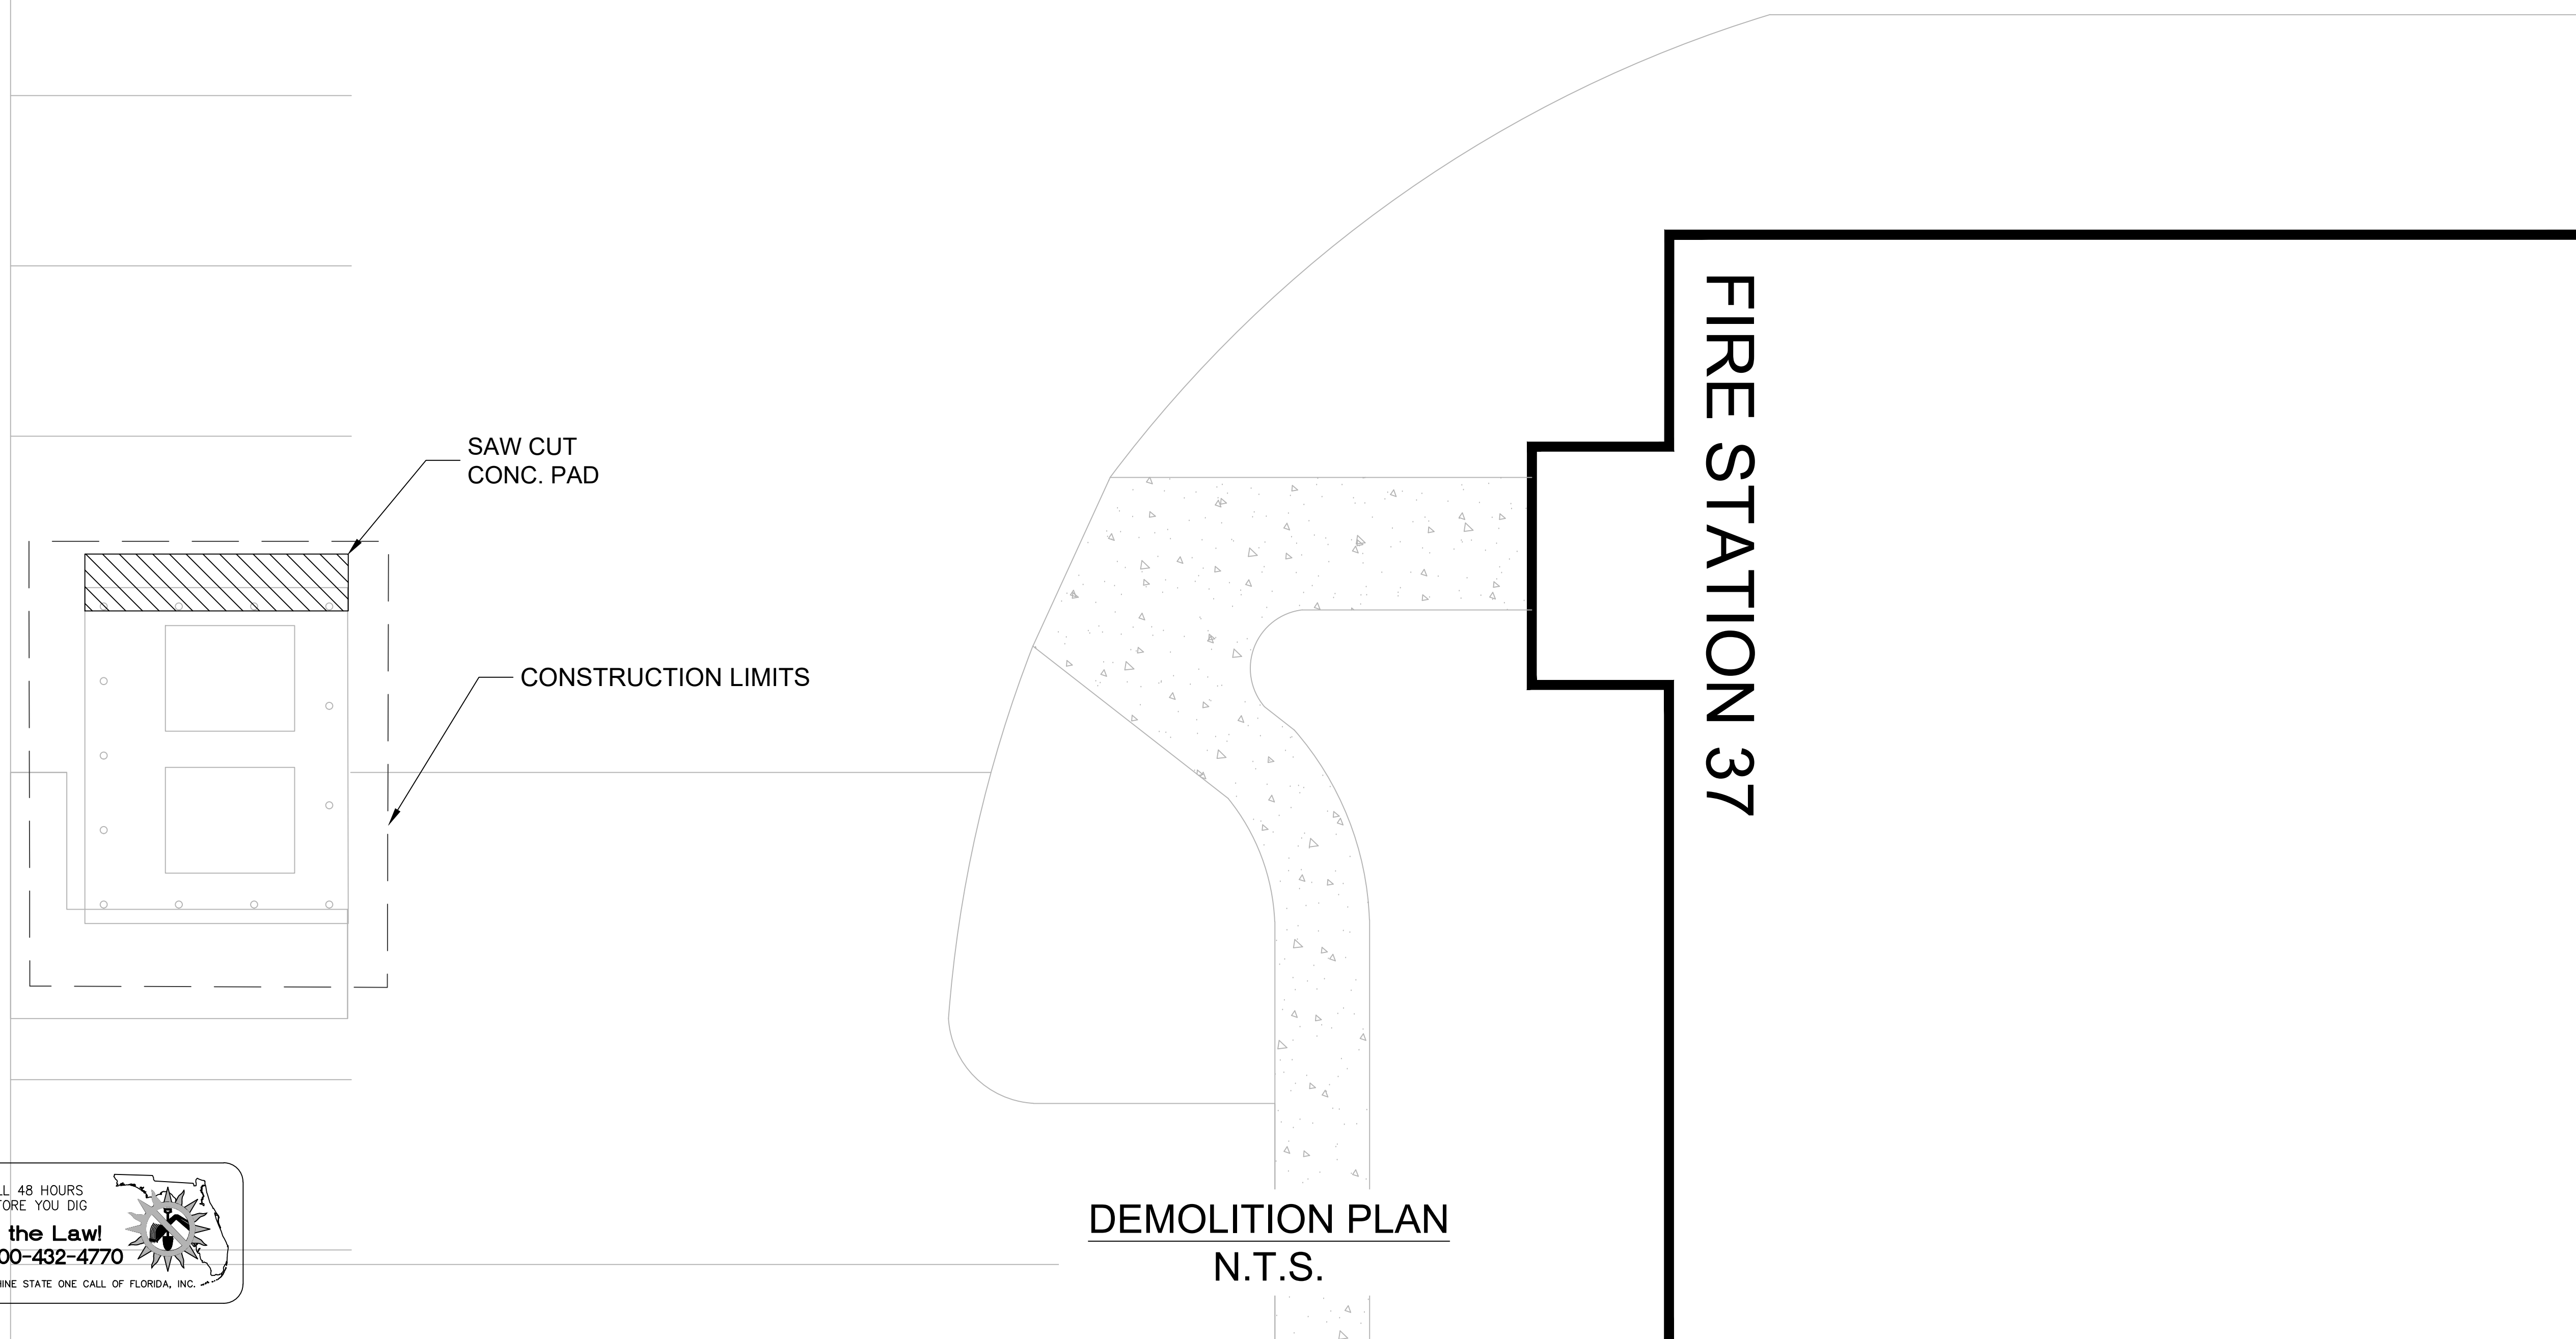 SAW CUT
CONC. PAD
FIRE STATION 37
CONSTRUCTION LIMITS
48 HOURS
YOU DIG
the Law!
00-432-4770
STATE ONE CALL OF FLORIDA, INC.
DEMOLITION PLAN
N.T.S.